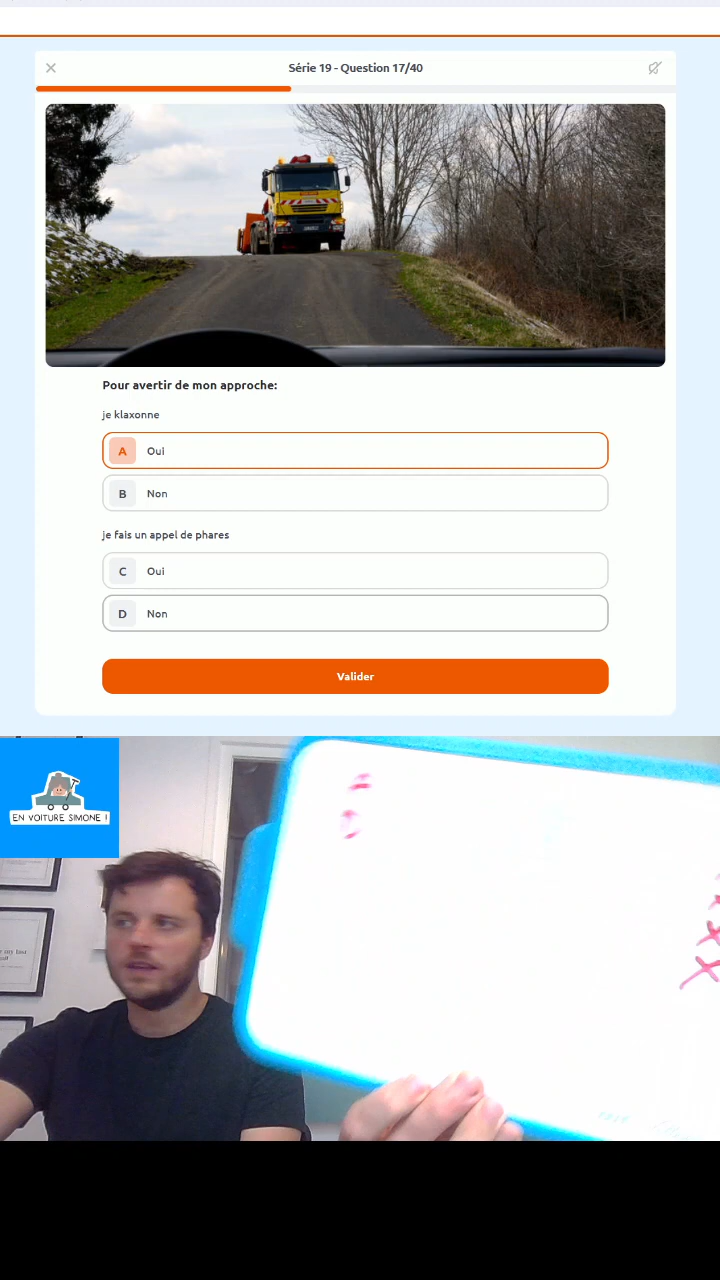 Série 19 - Question 17/40
Pour avertir de mon approche:
je klaxonne
A Oui
B Non
je fais un appel de phares
C Oui
D Non
Valider
EN VOITURE SIMONE !